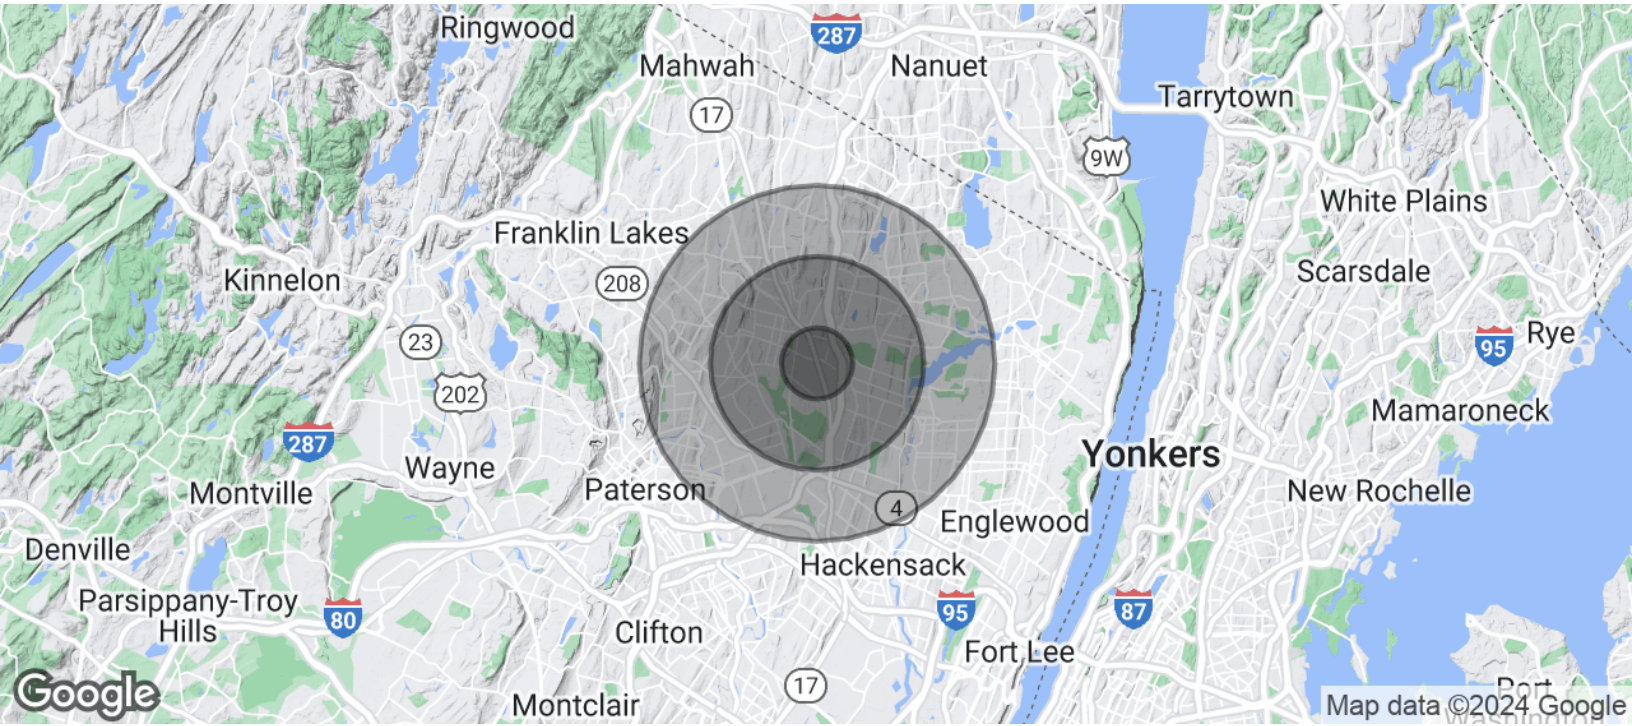 Ringwood
287
Mahwah
Nanuet
Tarrytown
17
9W
White Plains
Franklin Lakes
Scarsdale
Kinnelon
208
Rye
23
95
202
Mamaroneck
287
Yonkers
Wayne
Montville
Paterson
New Rochelle
4
Englewood
Denville
Hackensack
Parsippany-Troy
Hills
80
95
87
Clifton
Fort Lee
17
Google
Montclair
Port
Map data ©2024 Google